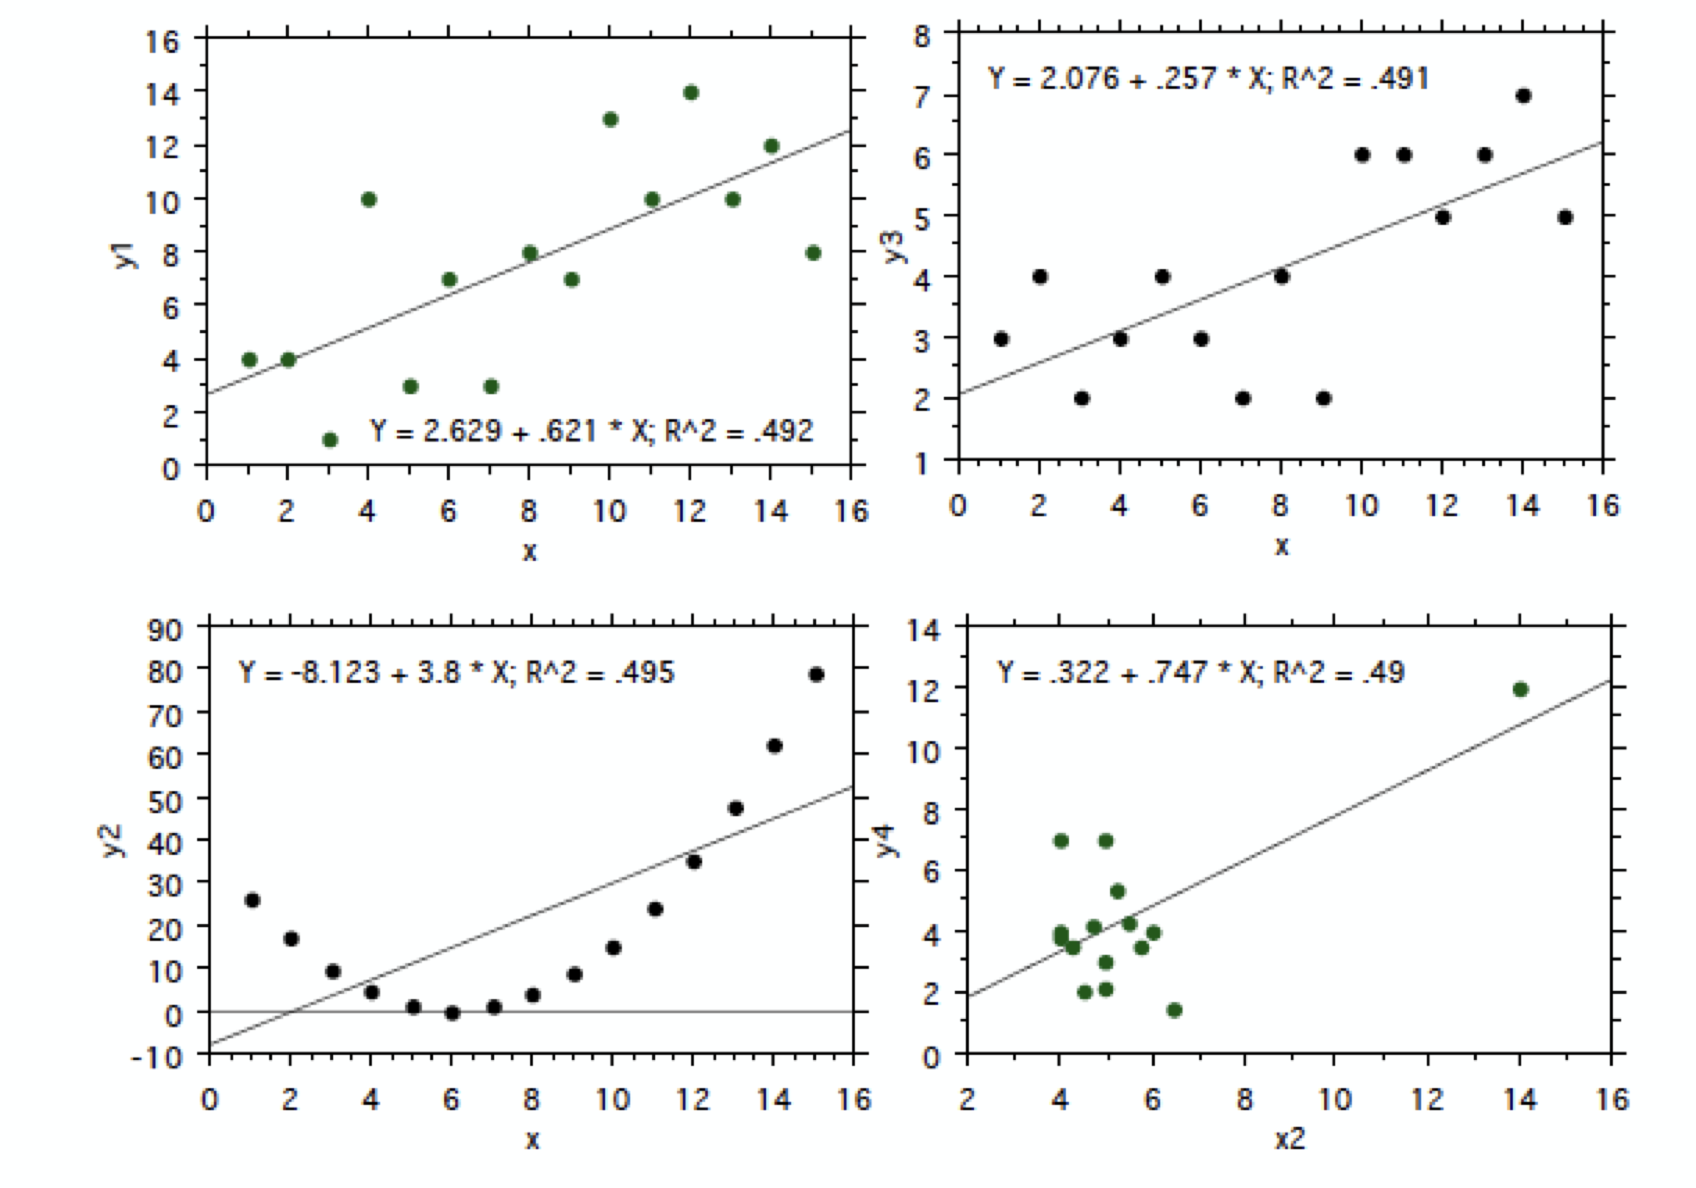 16
14
12
10
8
6
4
2
0
y1
Y = 2.629 + .621 * X; R^2 = .492
0 2 4 6 8 10 12 14 16
x
8
7
6
5
4
3
2
1
y3
Y = 2.076 + .257 * X; R^2 = .491
0 2 4 6 8 10 12 14 16
x
90
80
70
60
50
40
30
20
10
0
-10
y2
Y = -8.123 + 3.8 * X; R^2 = .495
0 2 4 6 8 10 12 14 16
x
14
12
10
8
6
4
2
0
y4
Y = .322 + .747 * X; R^2 = .49
2 4 6 8 10 12 14 16
x2